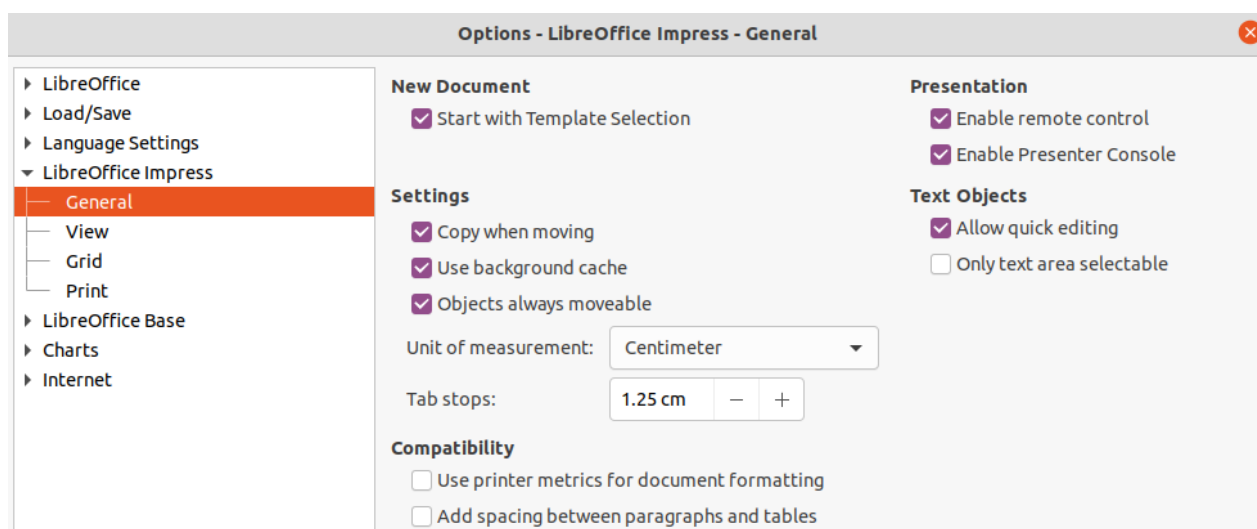 Options - LibreOffice Impress - General
LibreOffice
Load/Save
Language Settings
LibreOffice Impress
General
View
Grid
Print
LibreOffice Base
Charts
Internet
New Document
Start with Template Selection
Settings
Copy when moving
Use background cache
Objects always moveable
Unit of measurement: Centimeter
Tab stops: 1.25 cm − +
Compatibility
Use printer metrics for document formatting
Add spacing between paragraphs and tables
Presentation
Enable remote control
Enable Presenter Console
Text Objects
Allow quick editing
Only text area selectable